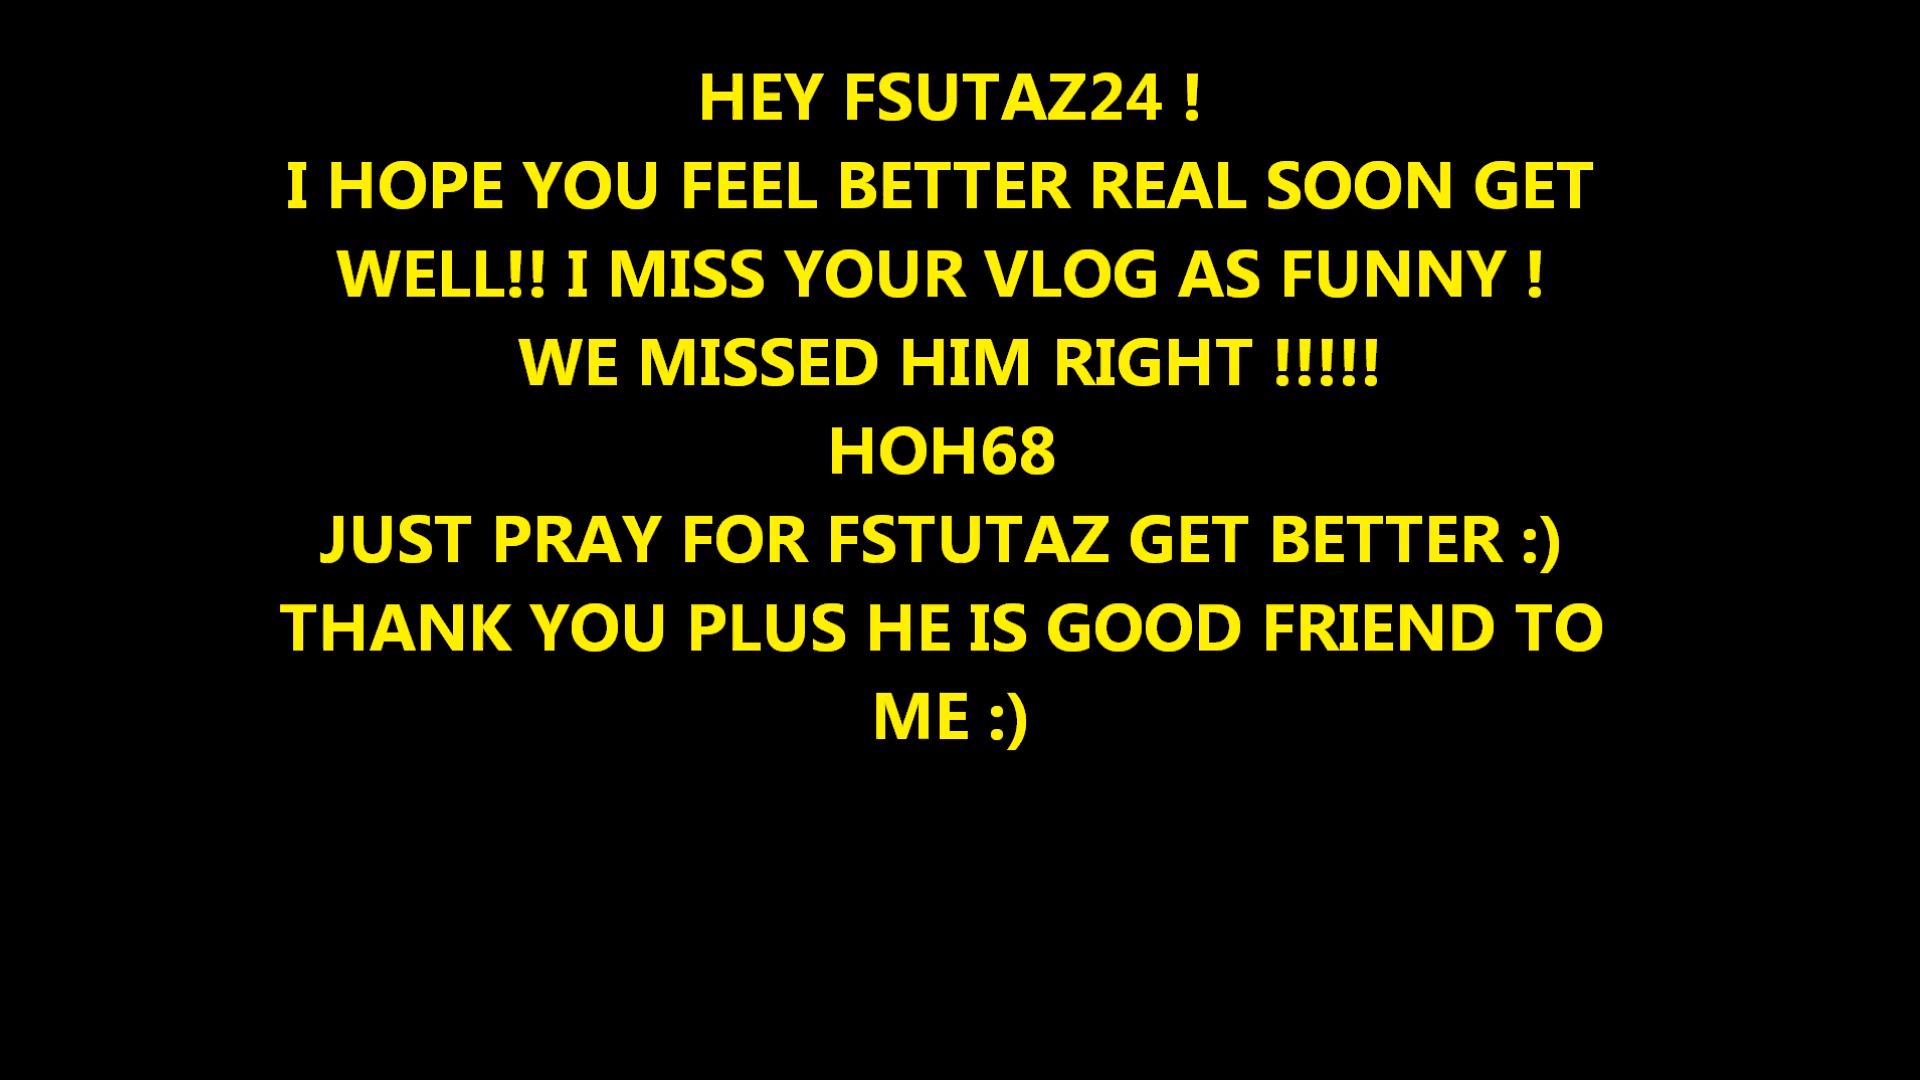 HEY FSUTAZ24 !
I HOPE YOU FEEL BETTER REAL SOON GET
WELL!! I MISS YOUR VLOG AS FUNNY !
WE MISSED HIM RIGHT !!!!!
HOH68
JUST PRAY FOR FSTUTAZ GET BETTER :)
THANK YOU PLUS HE IS GOOD FRIEND TO
ME :)